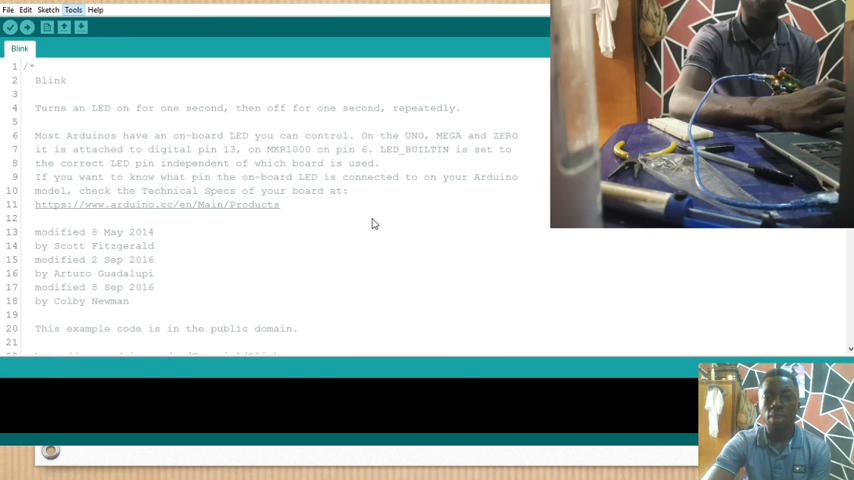 File Edit Sketch Tools Help
Blink
1 /*
2 Blink
3
4 Turns an LED on for one second, then off for one second, repeatedly.
5
6 Most Arduinos have an on-board LED you can control. On the UNO, MEGA and ZERO
7 it is attached to digital pin 13, on MKR1000 on pin 6. LED_BUILTIN is set to
8 the correct LED pin independent of which board is used.
9 If you want to know what pin the on-board LED is connected to on your Arduino
10 model, check the Technical Specs of your board at:
11 https://www.arduino.cc/en/Main/Products
12
13 modified 8 May 2014
14 by Scott Fitzgerald
15 modified 2 Sep 2016
16 by Arturo Guadalupi
17 modified 8 Sep 2016
18 by Colby Newman
19
20 This example code is in the public domain.
21